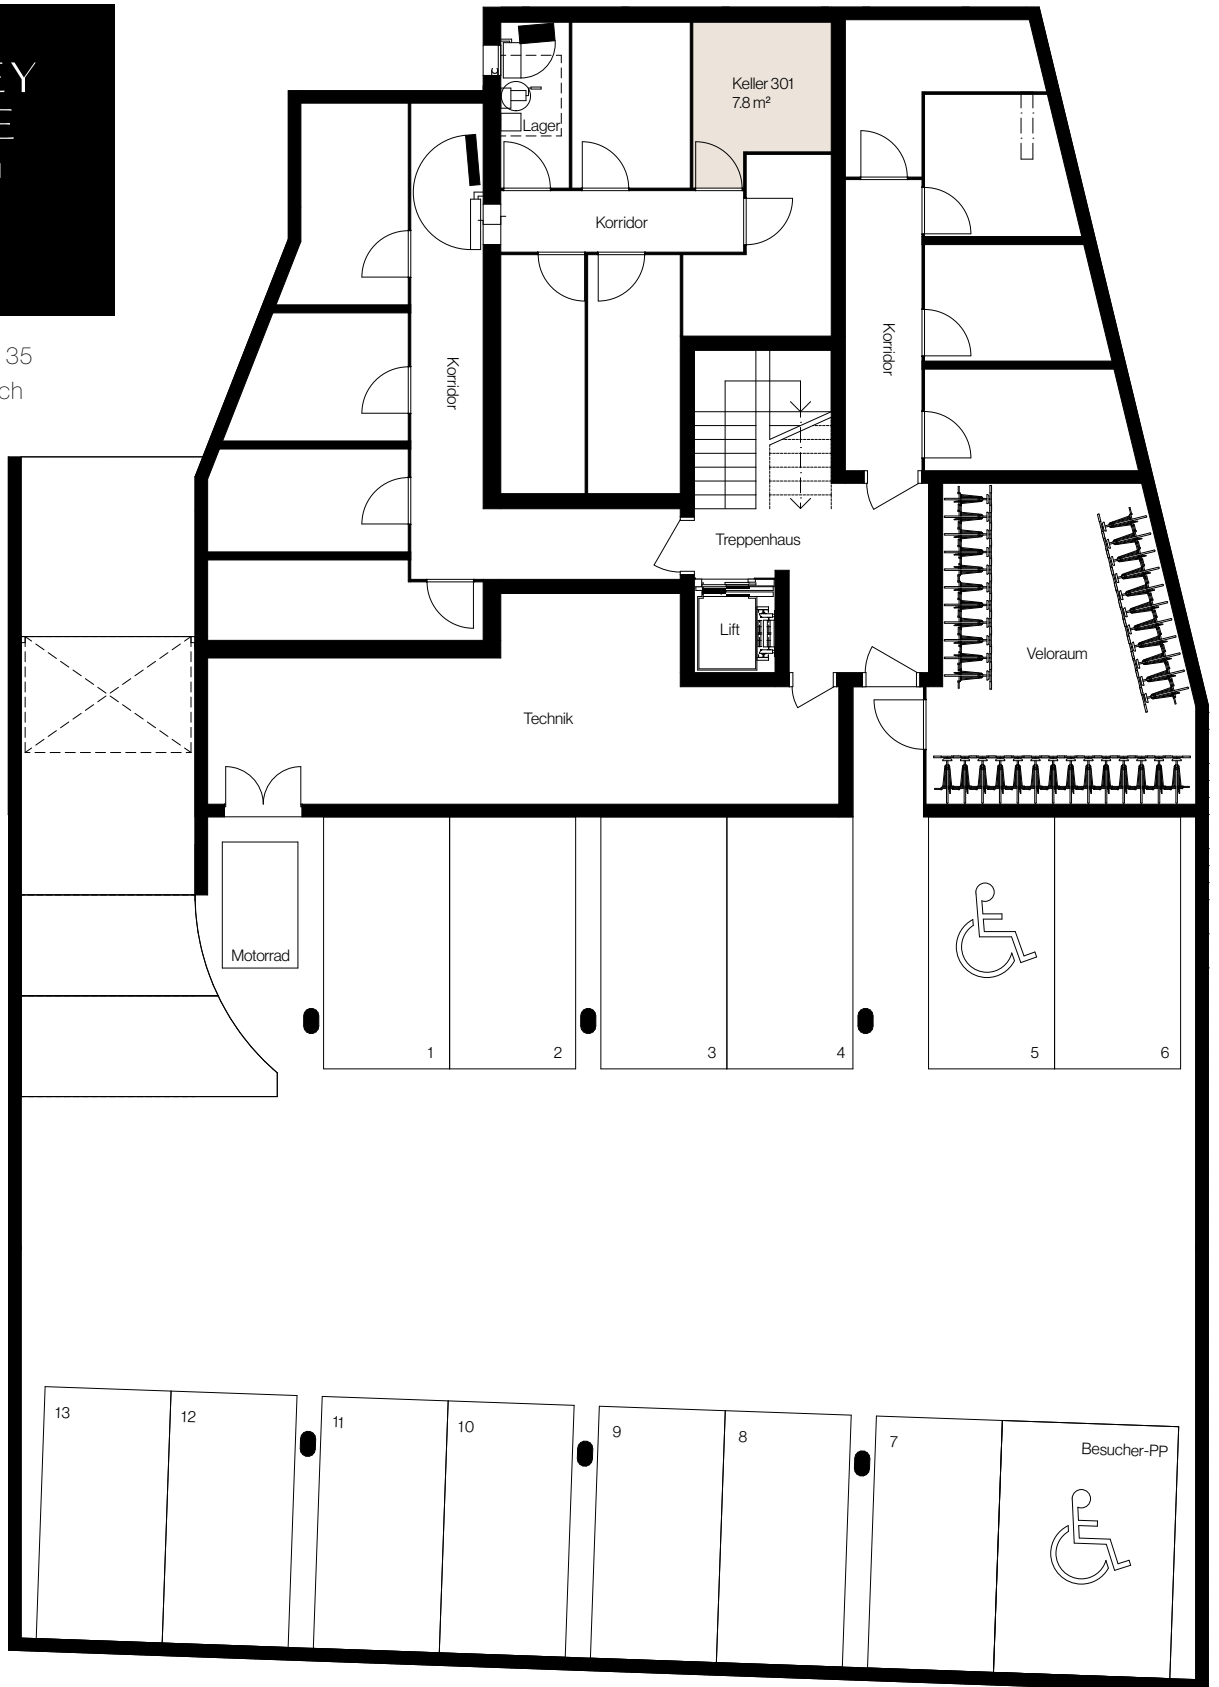 35
Keller 301
7.8 m²
Lager
Korridor
Korridor
Korridor
Treppenhaus
Lift
Veloraum
Technik
Motorrad
1
2
3
4
5
6
13
12
11
10
9
8
7
Besucher-PP